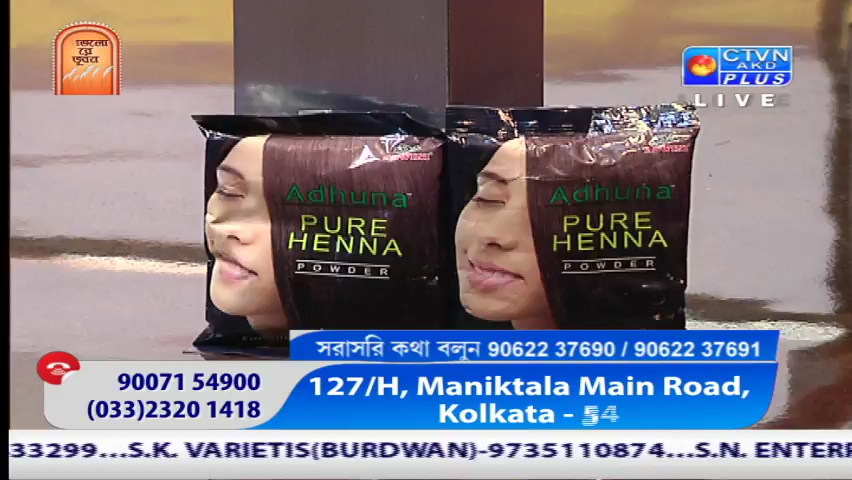 CTVN
AKD
PLUS
LIVE
Adhuna
PURE
HENNA
POWDER
Adhuna
PURE
HENNA
POWDER
সরাসরি কথা বলুন 90622 37690 / 90622 37691
90071 54900
(033)2320 1418
127/H, Maniktala Main Road,
Kolkata - 54
33299...S.K. VARIETIS(BURDWAN)-9735110874...S.N. ENTERP